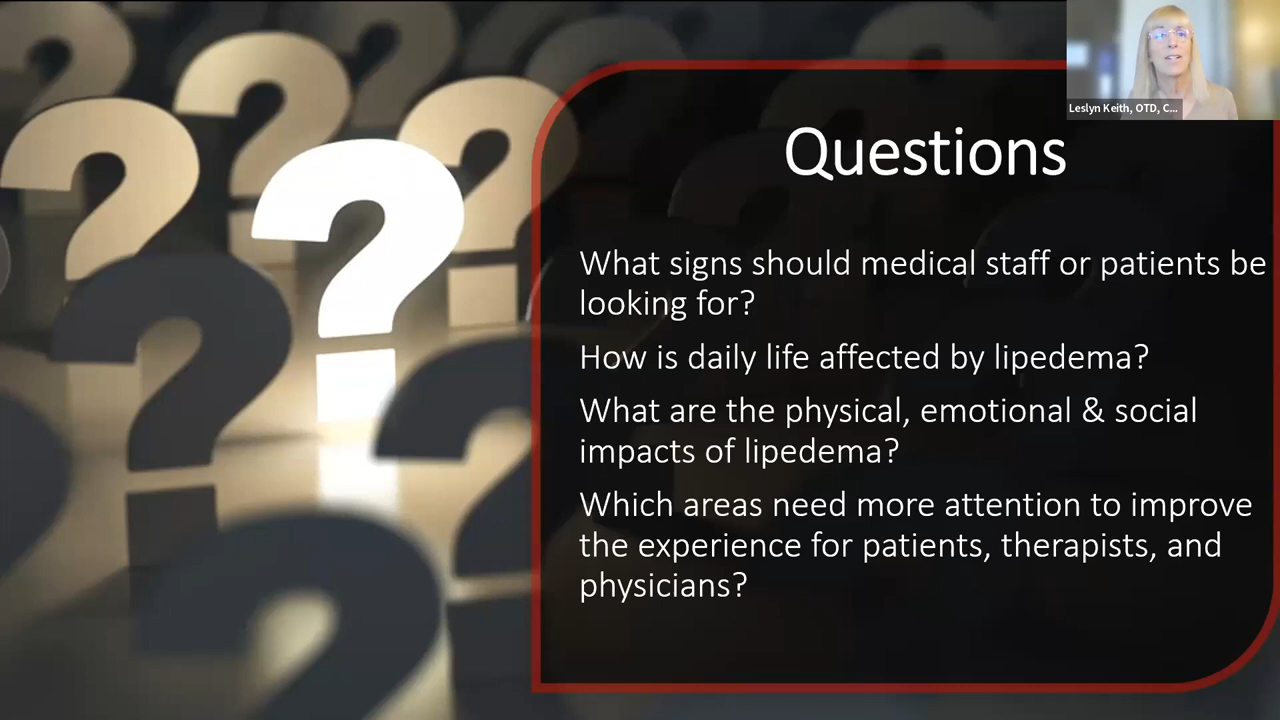 Leslyn Keith, OTD, C...
Questions
What signs should medical staff or patients be
looking for?
How is daily life affected by lipedema?
What are the physical, emotional & social
impacts of lipedema?
Which areas need more attention to improve
the experience for patients, therapists, and
physicians?